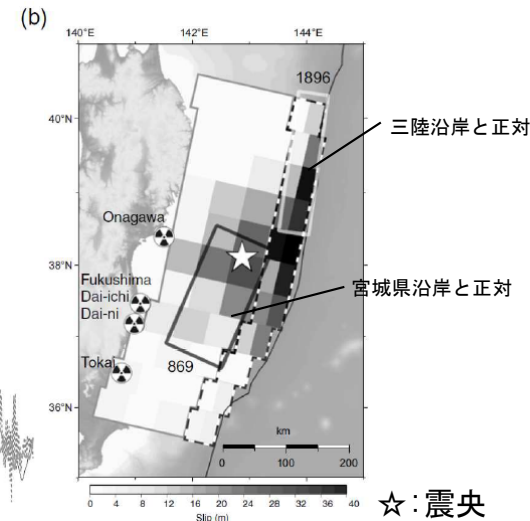 (b)
140°E
142°E
144°E
1896
40°N
三陸沿岸と正対
Onagawa
38°N
Fukushima
Dai-ichi
Dai-ni
宮城県沿岸と正対
Tokai
869
36°N
km
0 100 200
0 4 8 12 16 20 24 28 32 36 40
Slip (m)
☆:震央